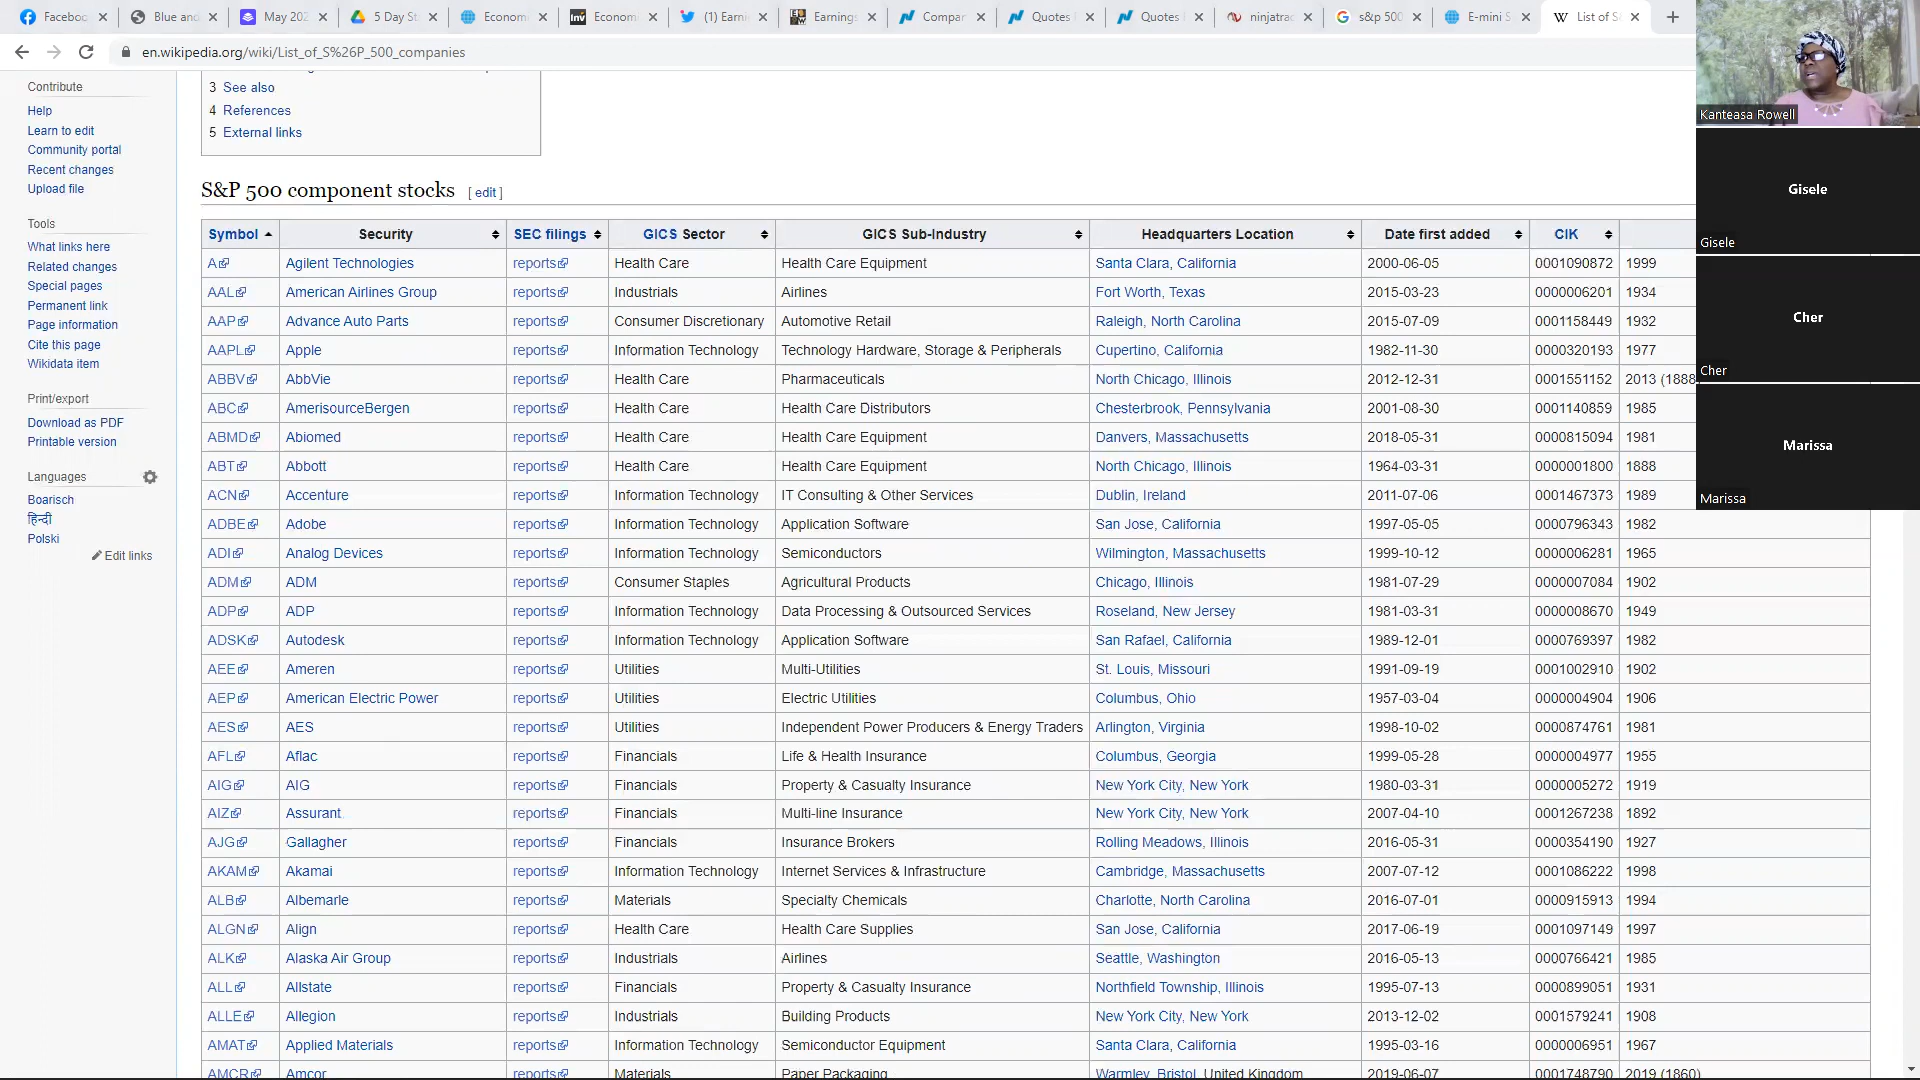 Facebo
Blue and
May 202
5 Day St
Econom
Econom
(1) Earni
Earning
Compar
Quotes
Quotes
ninjatra
s&p 500
E-mini S
List of S
en.wikipedia.org/wiki/List_of_S%26P_500_companies
Contribute
Help
Learn to edit
Community portal
Recent changes
Upload file
Tools
What links here
Related changes
Special pages
Permanent link
Page information
Cite this page
Wikidata item
Print/export
Download as PDF
Printable version
Languages
Boarisch
हिन्दी
Polski
Edit links
3 See also
4 References
5 External links
S&P 500 component stocks [ edit ]
Symbol Security SEC filings GICS Sector GICS Sub-Industry Headquarters Location Date first added CIK
A Agilent Technologies reports Health Care Health Care Equipment Santa Clara, California 2000-06-05 0001090872 1999
AAL American Airlines Group reports Industrials Airlines Fort Worth, Texas 2015-03-23 0000006201 1934
AAP Advance Auto Parts reports Consumer Discretionary Automotive Retail Raleigh, North Carolina 2015-07-09 0001158449 1932
AAPL Apple reports Information Technology Technology Hardware, Storage & Peripherals Cupertino, California 1982-11-30 0000320193 1977
ABBV AbbVie reports Health Care Pharmaceuticals North Chicago, Illinois 2012-12-31 0001551152 2013 (1888
ABC AmerisourceBergen reports Health Care Health Care Distributors Chesterbrook, Pennsylvania 2001-08-30 0001140859 1985
ABMD Abiomed reports Health Care Health Care Equipment Danvers, Massachusetts 2018-05-31 0000815094 1981
ABT Abbott reports Health Care Health Care Equipment North Chicago, Illinois 1964-03-31 0000001800 1888
ACN Accenture reports Information Technology IT Consulting & Other Services Dublin, Ireland 2011-07-06 0001467373 1989
ADBE Adobe reports Information Technology Application Software San Jose, California 1997-05-05 0000796343 1982
ADI Analog Devices reports Information Technology Semiconductors Wilmington, Massachusetts 1999-10-12 0000006281 1965
ADM ADM reports Consumer Staples Agricultural Products Chicago, Illinois 1981-07-29 0000007084 1902
ADP ADP reports Information Technology Data Processing & Outsourced Services Roseland, New Jersey 1981-03-31 0000008670 1949
ADSK Autodesk reports Information Technology Application Software San Rafael, California 1989-12-01 0000769397 1982
AEE Ameren reports Utilities Multi-Utilities St. Louis, Missouri 1991-09-19 0001002910 1902
AEP American Electric Power reports Utilities Electric Utilities Columbus, Ohio 1957-03-04 0000004904 1906
AES AES reports Utilities Independent Power Producers & Energy Traders Arlington, Virginia 1998-10-02 0000874761 1981
AFL Aflac reports Financials Life & Health Insurance Columbus, Georgia 1999-05-28 0000004977 1955
AIG AIG reports Financials Property & Casualty Insurance New York City, New York 1980-03-31 0000005272 1919
AIZ Assurant reports Financials Multi-line Insurance New York City, New York 2007-04-10 0001267238 1892
AJG Gallagher reports Financials Insurance Brokers Rolling Meadows, Illinois 2016-05-31 0000354190 1927
AKAM Akamai reports Information Technology Internet Services & Infrastructure Cambridge, Massachusetts 2007-07-12 0001086222 1998
ALB Albemarle reports Materials Specialty Chemicals Charlotte, North Carolina 2016-07-01 0000915913 1994
ALGN Align reports Health Care Health Care Supplies San Jose, California 2017-06-19 0001097149 1997
ALK Alaska Air Group reports Industrials Airlines Seattle, Washington 2016-05-13 0000766421 1985
ALL Allstate reports Financials Property & Casualty Insurance Northfield Township, Illinois 1995-07-13 0000899051 1931
ALLE Allegion reports Industrials Building Products New York City, New York 2013-12-02 0001579241 1908
AMAT Applied Materials reports Information Technology Semiconductor Equipment Santa Clara, California 1995-03-16 0000006951 1967
AMCR Amcor reports Materials Paper Packaging Warmley, Bristol, United Kingdom 2019-06-07 0001748790 2019 (1860)
Kanteasa Rowell
Gisele
Gisele
Cher
Cher
Marissa
Marissa